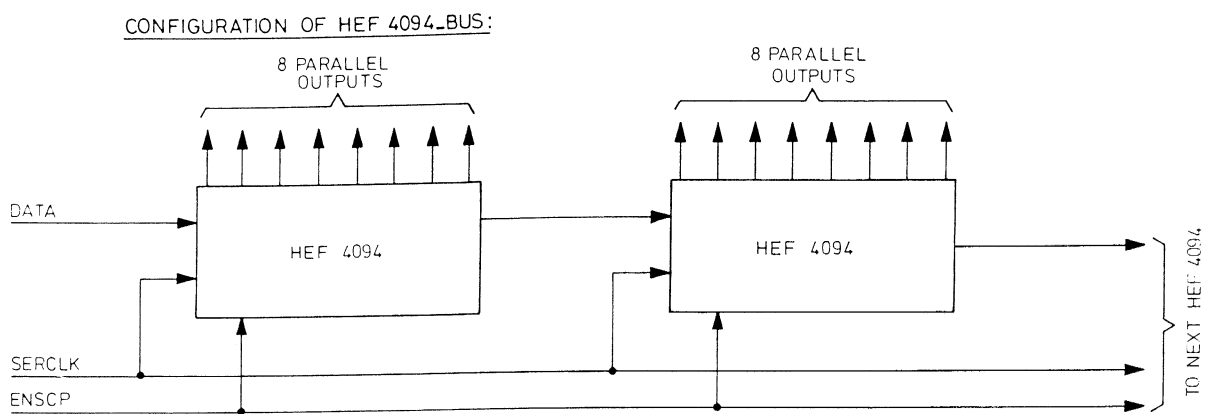 CONFIGURATION OF HEF 4094_BUS:
8 PARALLEL
OUTPUTS
8 PARALLEL
OUTPUTS
DATA
HEF 4094
HEF 4094
TO NEXT HEF 4094
SERCLK
ENSCP